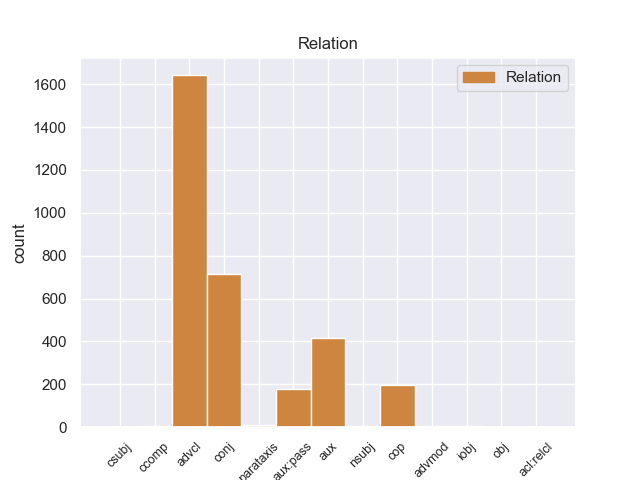 Relation
Relation
1600
1400
1200
1000
800
600
400
200
0
count
csubj
ccomp
advcl
conj
parataxis
aux:pass
aux
nsubj
cop
advmod
iobj
obj
acl:relcl